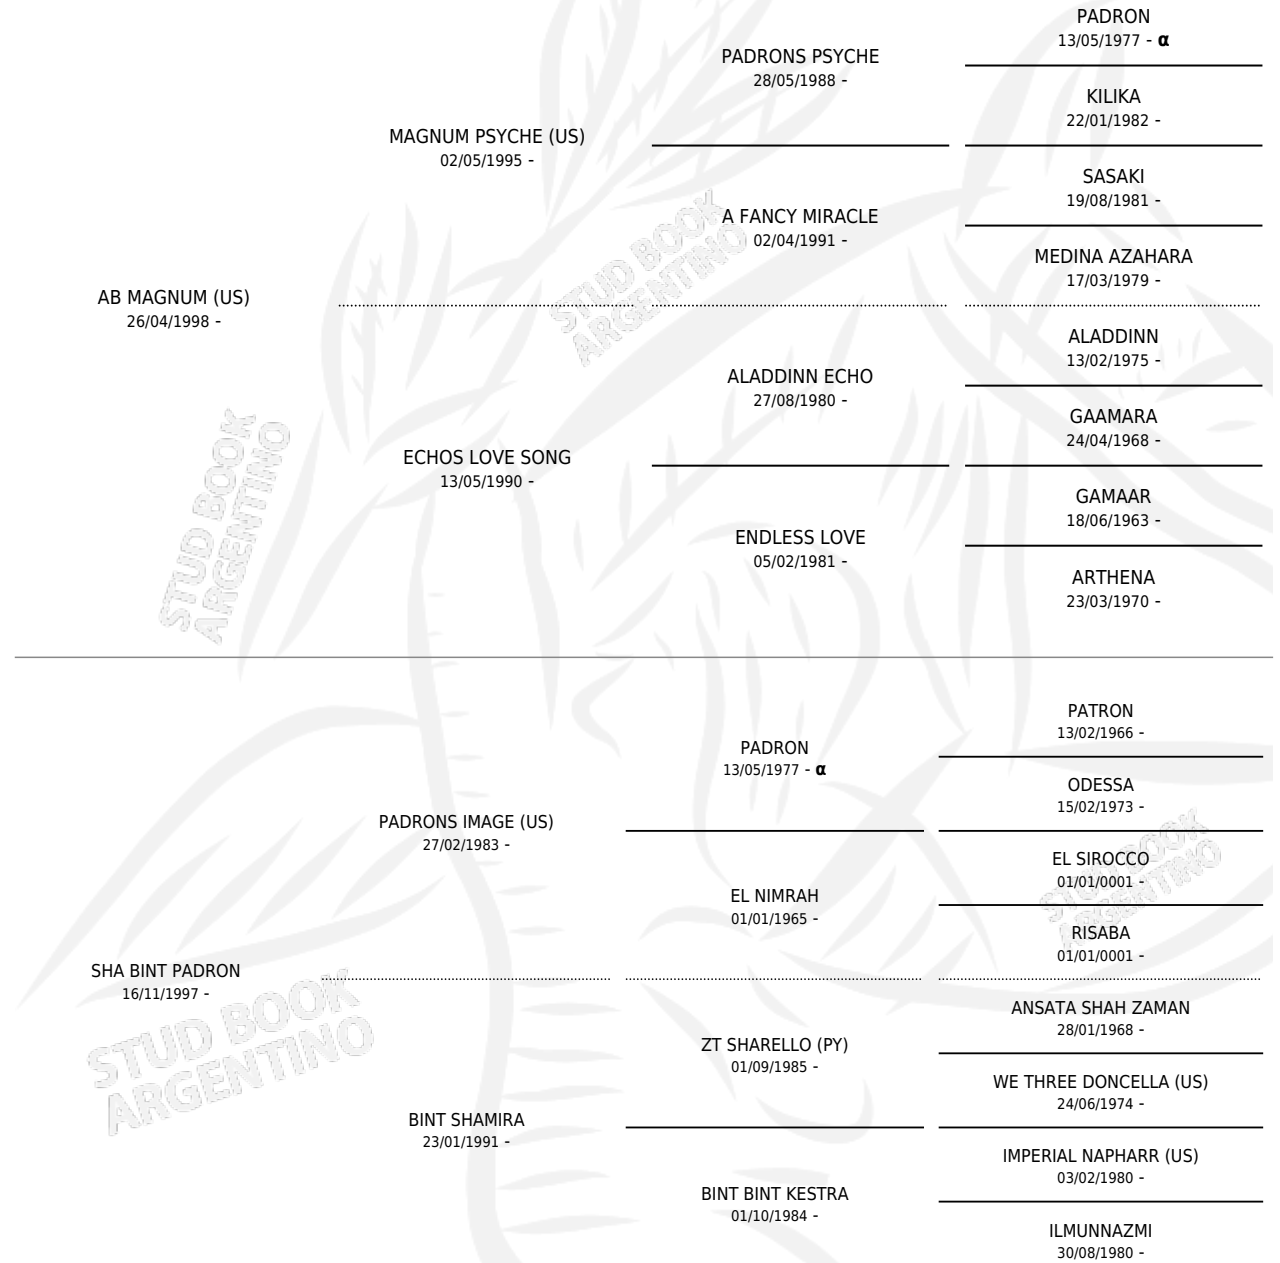 PADRON
13/05/1977 - α
PADRONS PSYCHE
28/05/1988 -
KILIKA
22/01/1982 -
MAGNUM PSYCHE (US)
02/05/1995 -
SASAKI
19/08/1981 -
A FANCY MIRACLE
02/04/1991 -
MEDINA AZAHARA
17/03/1979 -
AB MAGNUM (US)
26/04/1998 -
ALADDINN
13/02/1975 -
ALADDINN ECHO
27/08/1980 -
GAAMARA
24/04/1968 -
ECHOS LOVE SONG
13/05/1990 -
GAMAAR
18/06/1963 -
ENDLESS LOVE
05/02/1981 -
ARTHENA
23/03/1970 -
PATRON
13/02/1966 -
PADRON
13/05/1977 - α
ODESSA
15/02/1973 -
PADRONS IMAGE (US)
27/02/1983 -
EL SIROCCO
01/01/0001 -
EL NIMRAH
01/01/1965 -
RISABA
01/01/0001 -
SHA BINT PADRON
16/11/1997 -
ANSATA SHAH ZAMAN
28/01/1968 -
ZT SHARELLO (PY)
01/09/1985 -
WE THREE DONCELLA (US)
24/06/1974 -
BINT SHAMIRA
23/01/1991 -
IMPERIAL NAPHARR (US)
03/02/1980 -
BINT BINT KESTRA
01/10/1984 -
ILMUNNAZMI
30/08/1980 -
STUD BOOK
ARGENTINO
STUD BOOK
ARGENTINO
STUD BOOK
ARGENTINO
STUD BOOK
ARGENTINO